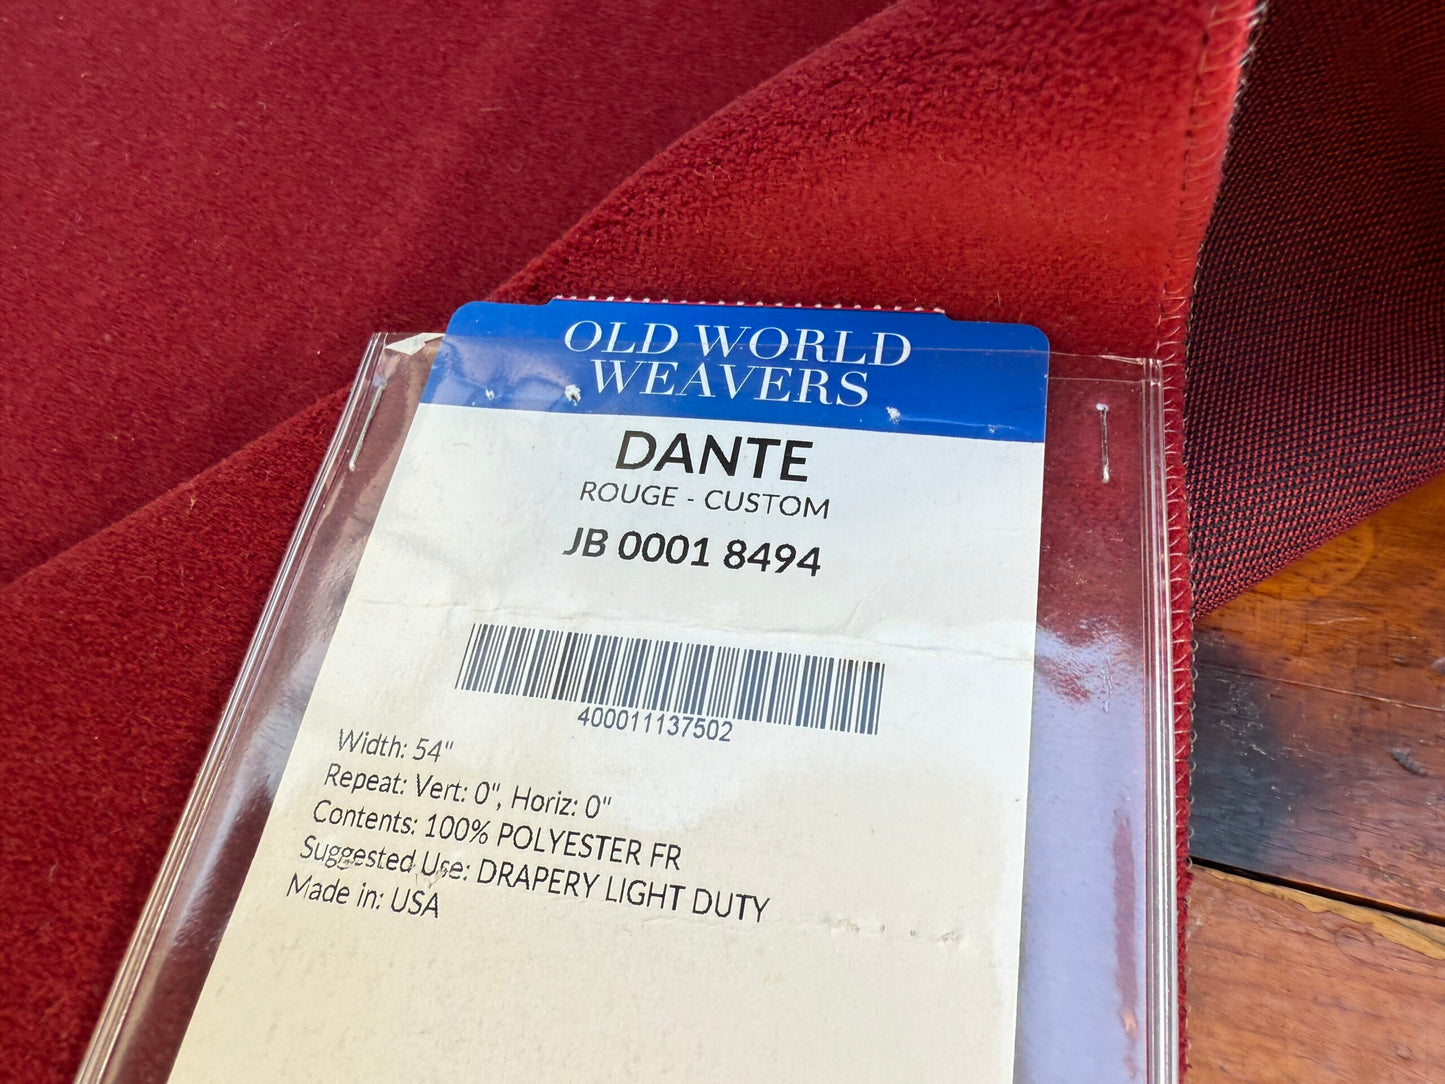 OLD WORLD
WEAVERS
DANTE
ROUGE - CUSTOM
JB 0001 8494
400011137502
Width: 54"
Repeat: Vert: 0", Horiz: 0"
Contents: 100% POLYESTER FR
Suggested Use: DRAPERY LIGHT DUTY
Made in: USA